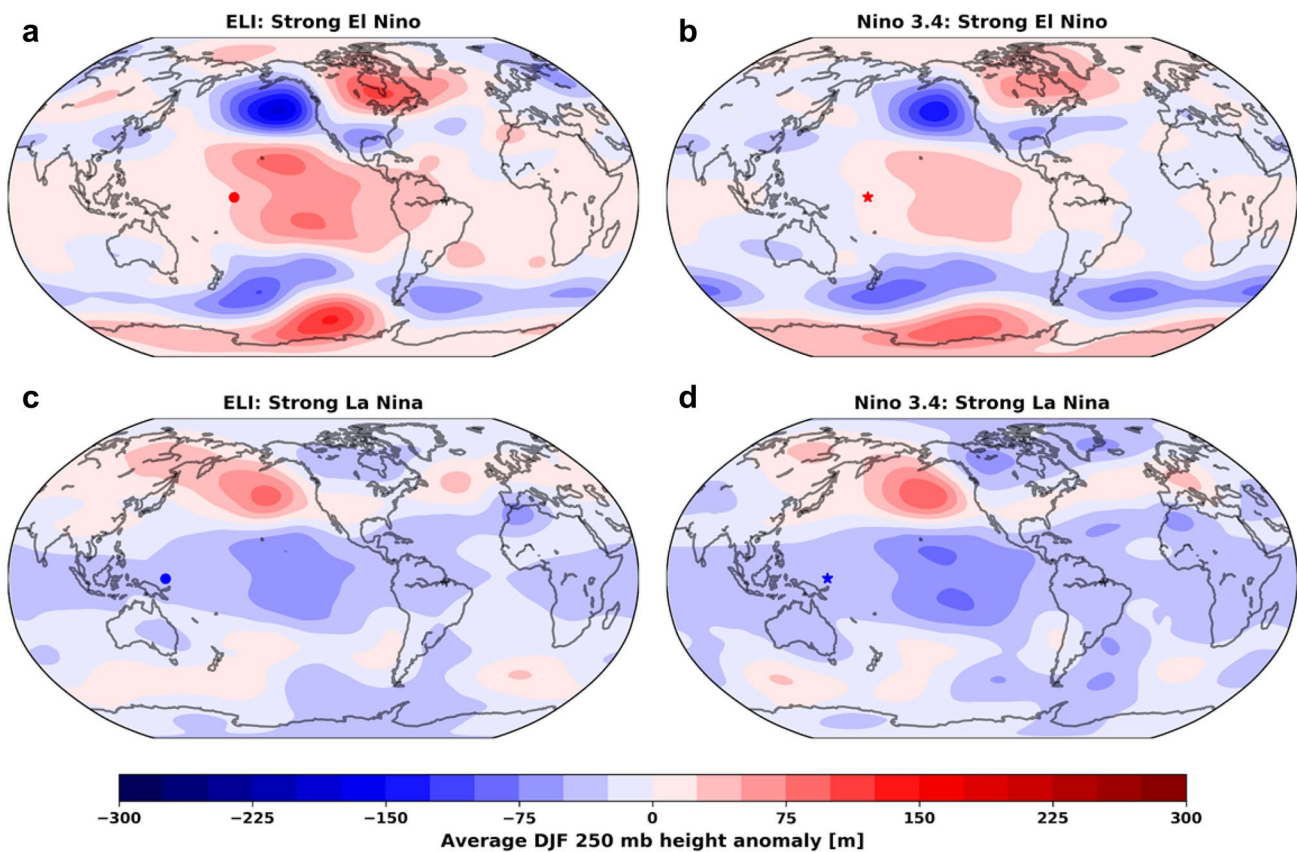 a
ELI: Strong El Nino
b
Nino 3.4: Strong El Nino
c
ELI: Strong La Nina
d
Nino 3.4: Strong La Nina
−300 −225 −150 −75 0 75 150 225 300
Average DJF 250 mb height anomaly [m]